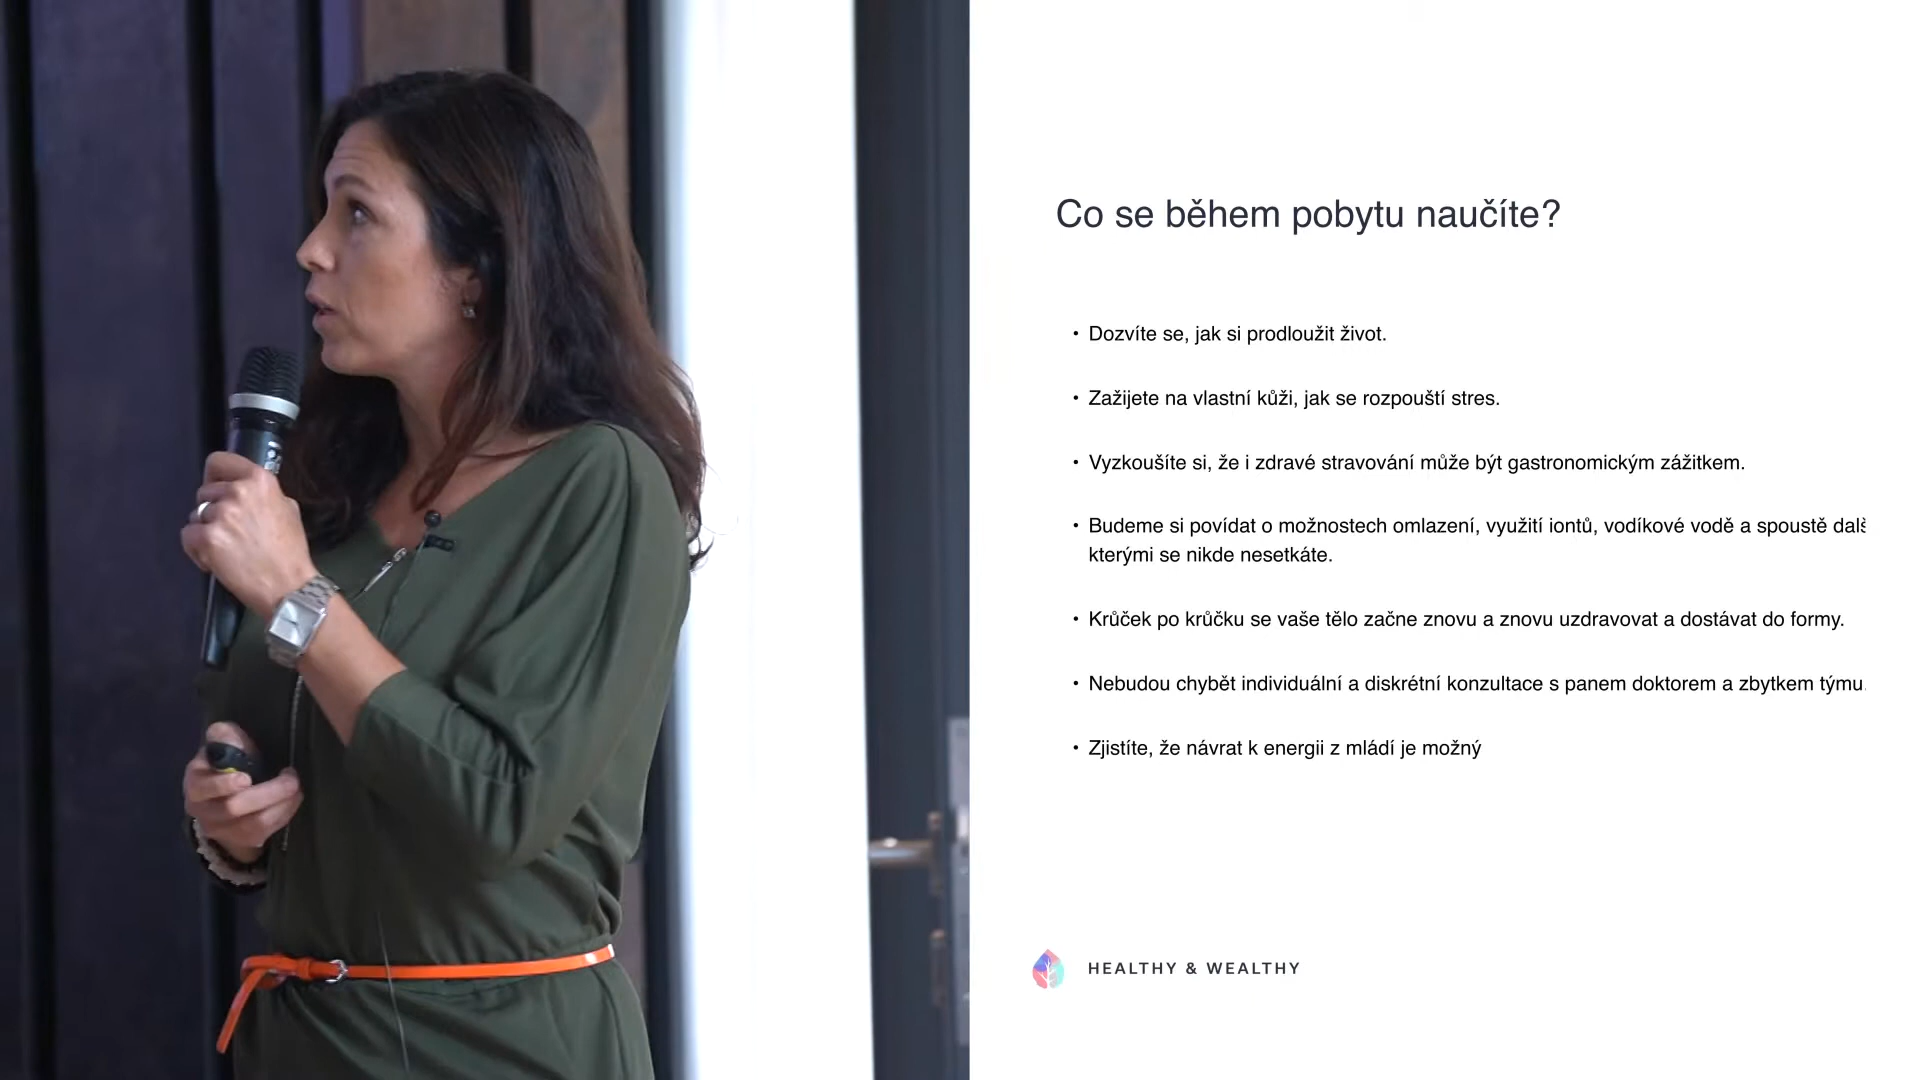 Co se během pobytu naučíte?
• Dozvíte se, jak si prodloužit život.
• Zažijete na vlastní kůži, jak se rozpouští stres.
• Vyzkoušíte si, že i zdravé stravování může být gastronomickým zážitkem.
• Budeme si povídat o možnostech omlazení, využití iontů, vodíkové vodě a spoustě
kterými se nikde nesetkáte.
• Krůček po krůčku se vaše tělo začne znovu a znovu uzdravovat a dostávat do formy.
• Nebudou chybět individuální a diskrétní konzultace s panem doktorem a zbytkem týmu.
• Zjistíte, že návrat k energii z mládí je možný
HEALTHY & WEALTHY